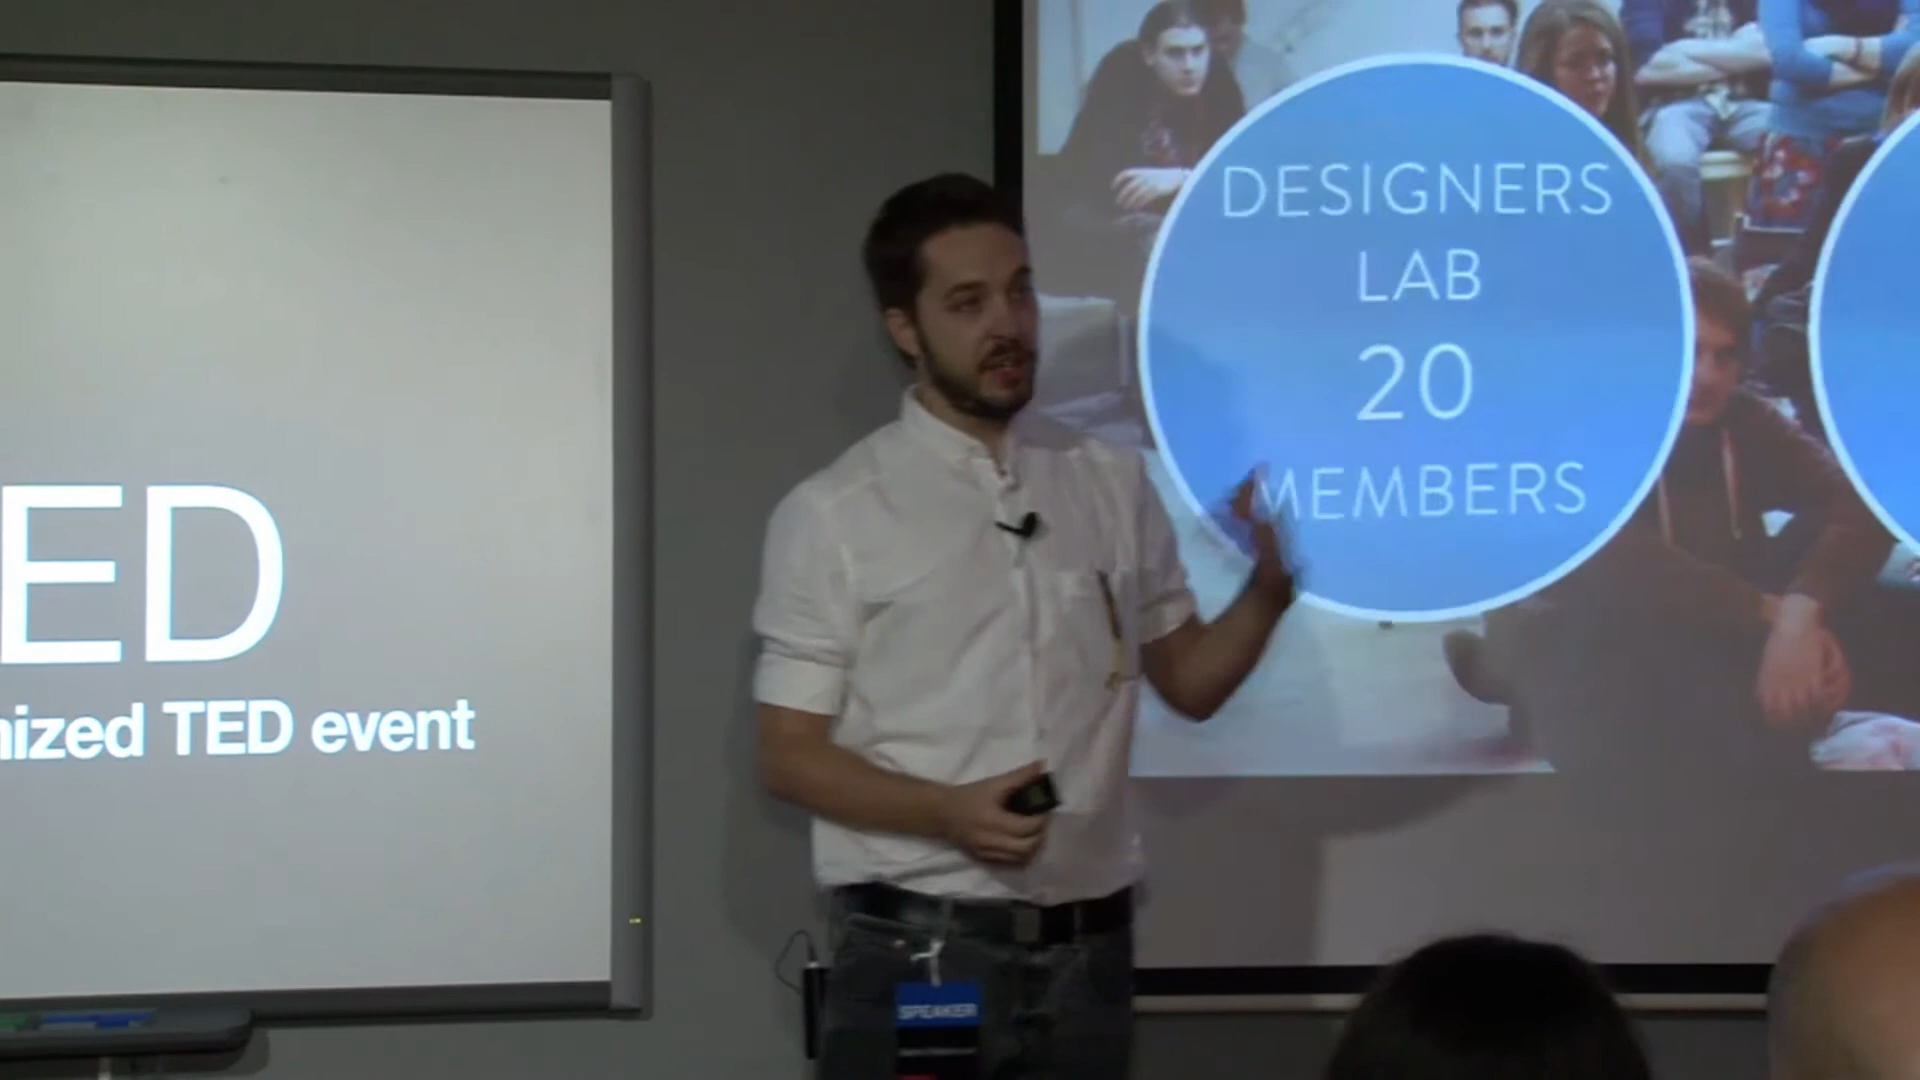 ED
nized TED event
DESIGNERS
LAB
20
MEMBERS
SPEAKER